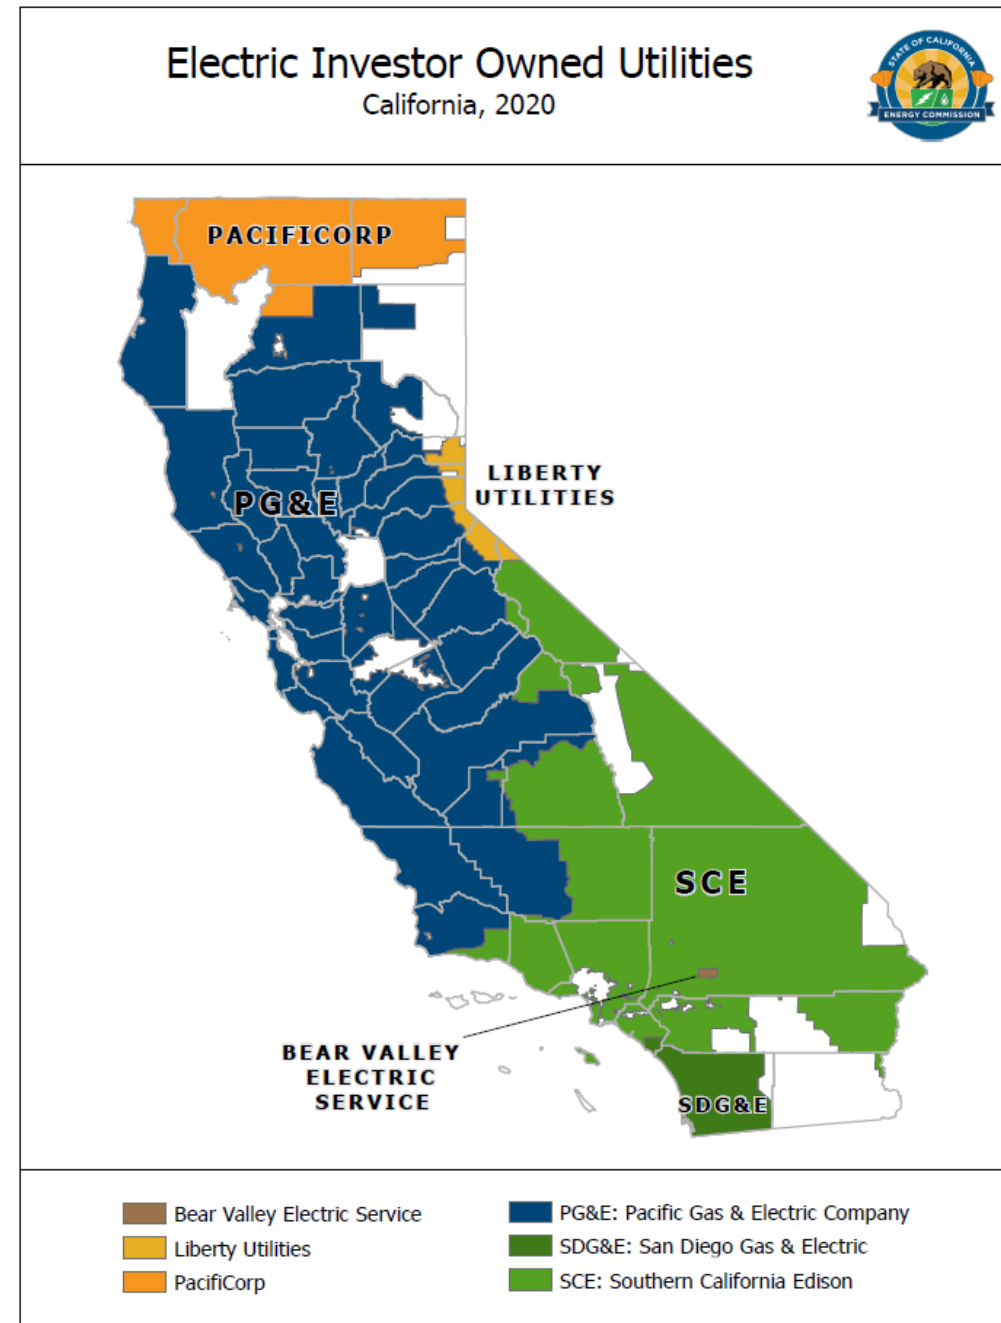 Electric Investor Owned Utilities
California, 2020
STATE OF CALIFORNIA
ENERGY COMMISSION
PACIFICORP
LIBERTY
UTILITIES
PG&E
SCE
BEAR VALLEY
ELECTRIC
SERVICE
SDG&E
Bear Valley Electric Service
Liberty Utilities
PacifiCorp
PG&E: Pacific Gas & Electric Company
SDG&E: San Diego Gas & Electric
SCE: Southern California Edison